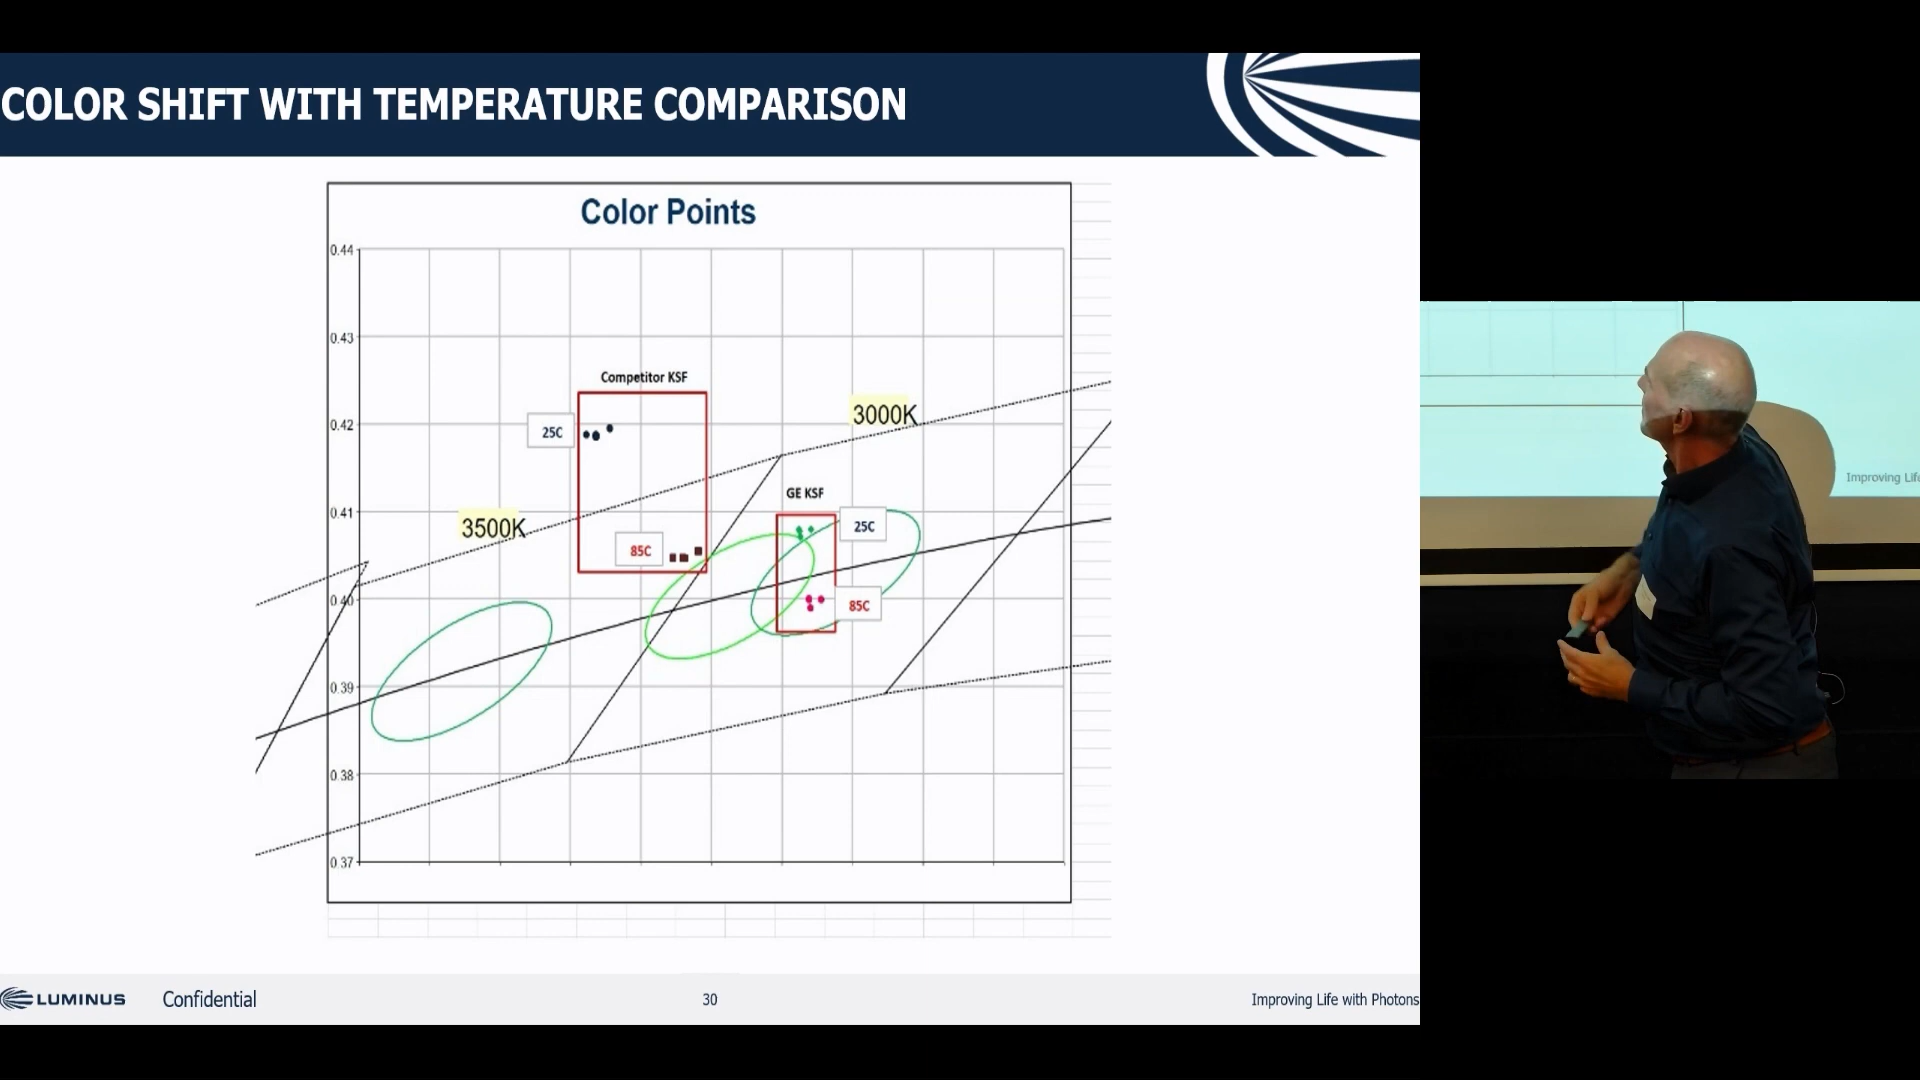 COLOR SHIFT WITH TEMPERATURE COMPARISON
Color Points
0.44
0.43
Competitor KSF
3000K
0.42
25C
GE KSF
0.41
3500K
25C
85C
0.40
85C
0.39
0.38
0.37
LUMINUS
Confidential
30
Improving Life with Photons
Improving Life